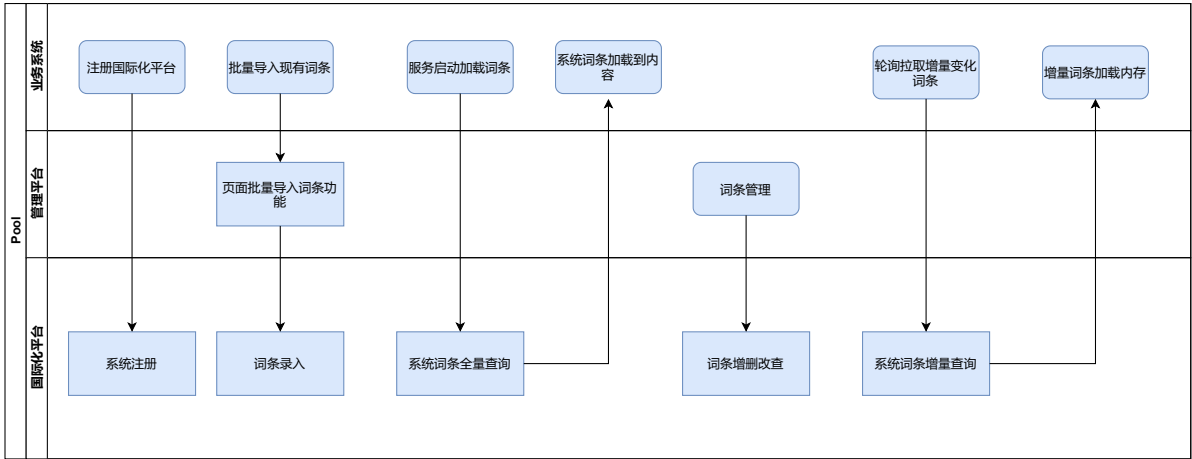 Pool
业务系统
注册国际化平台
批量导入现有词条
服务启动加载词条
系统词条加载到内
容
轮询拉取增量变化
词条
增量词条加载内存
管理平台
页面批量导入词条功
能
词条管理
国际化平台
系统注册
词条录入
系统词条全量查询
词条增删改查
系统词条增量查询